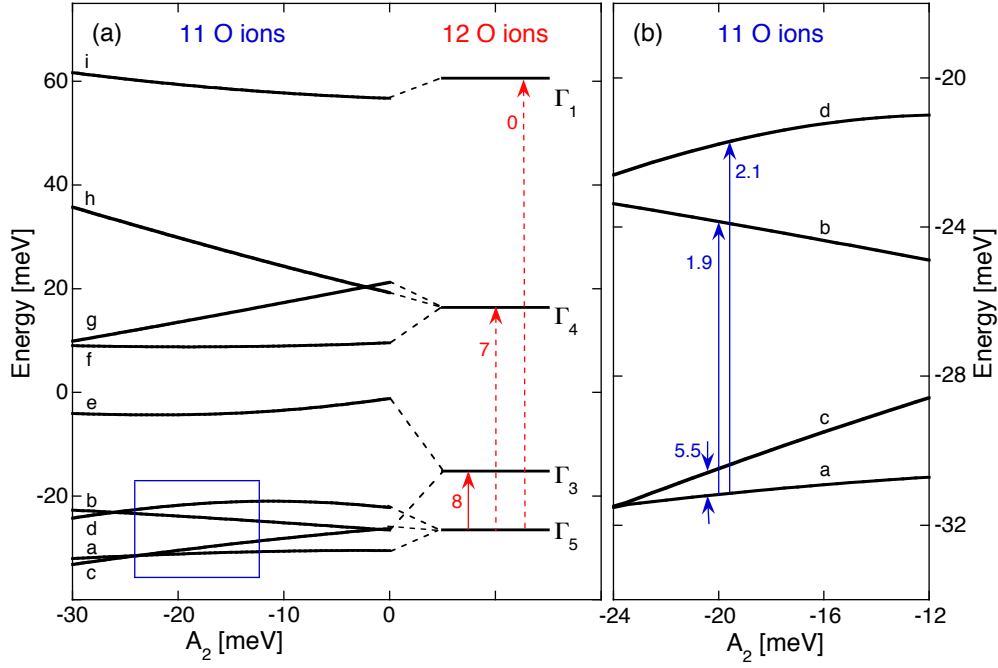 (a)
11 O ions
12 O ions
Energy [meV]
60
40
20
0
-20
-30
-20
-10
0
A2 [meV]
i
h
g
f
e
b
d
a
c
Γ1
Γ4
Γ3
Γ5
0
7
8
(b)
11 O ions
d
b
c
a
2.1
1.9
5.5
-20
-24
-28
-32
Energy [meV]
-24
-20
-16
-12
A2 [meV]